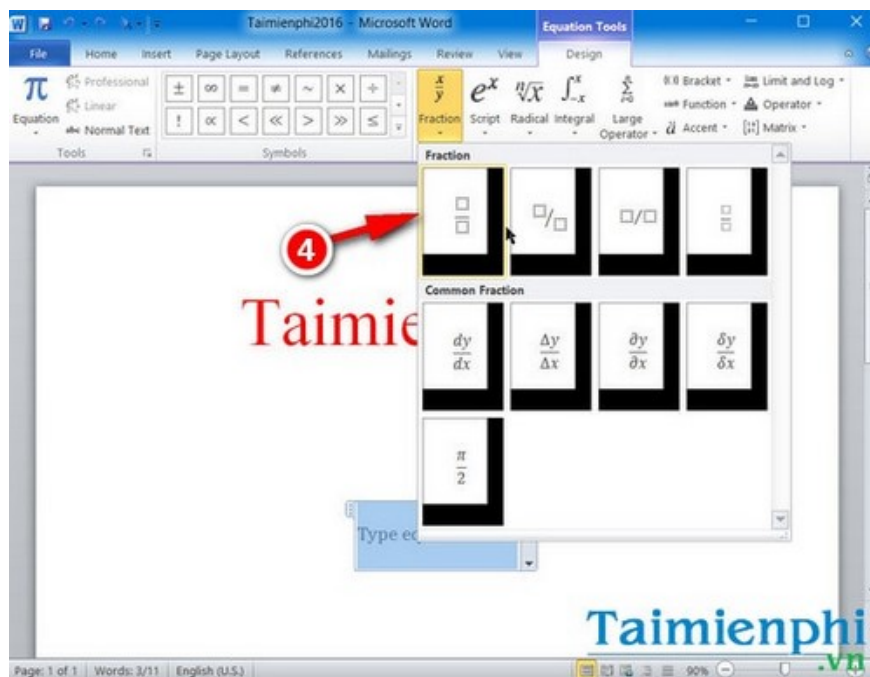 Taimienphi2016 - Microsoft Word
Equation Tools
File Home Insert Page Layout References Mailings Review View Design
π
Equation
Professional
Linear
abc Normal Text
Tools
± ∞ = ≠ ~ × ÷
! ∝ < ≪ > ≫ ≤
Symbols
x/y
Fraction
eˣ
Script
ⁿ√x
Radical
∫
Integral
Σ
Large
Operator
{()} Bracket
Function
ä Accent
Limit and Log
Operator
Matrix
Fraction
□/□ □/□ □/□ □/□
4
Common Fraction
dy/dx Δy/Δx ∂y/∂x δy/δx
π/2
Taimie
Type eq
Taimienphi
.vn
Page: 1 of 1 Words: 3/11 English (U.S.) 90%